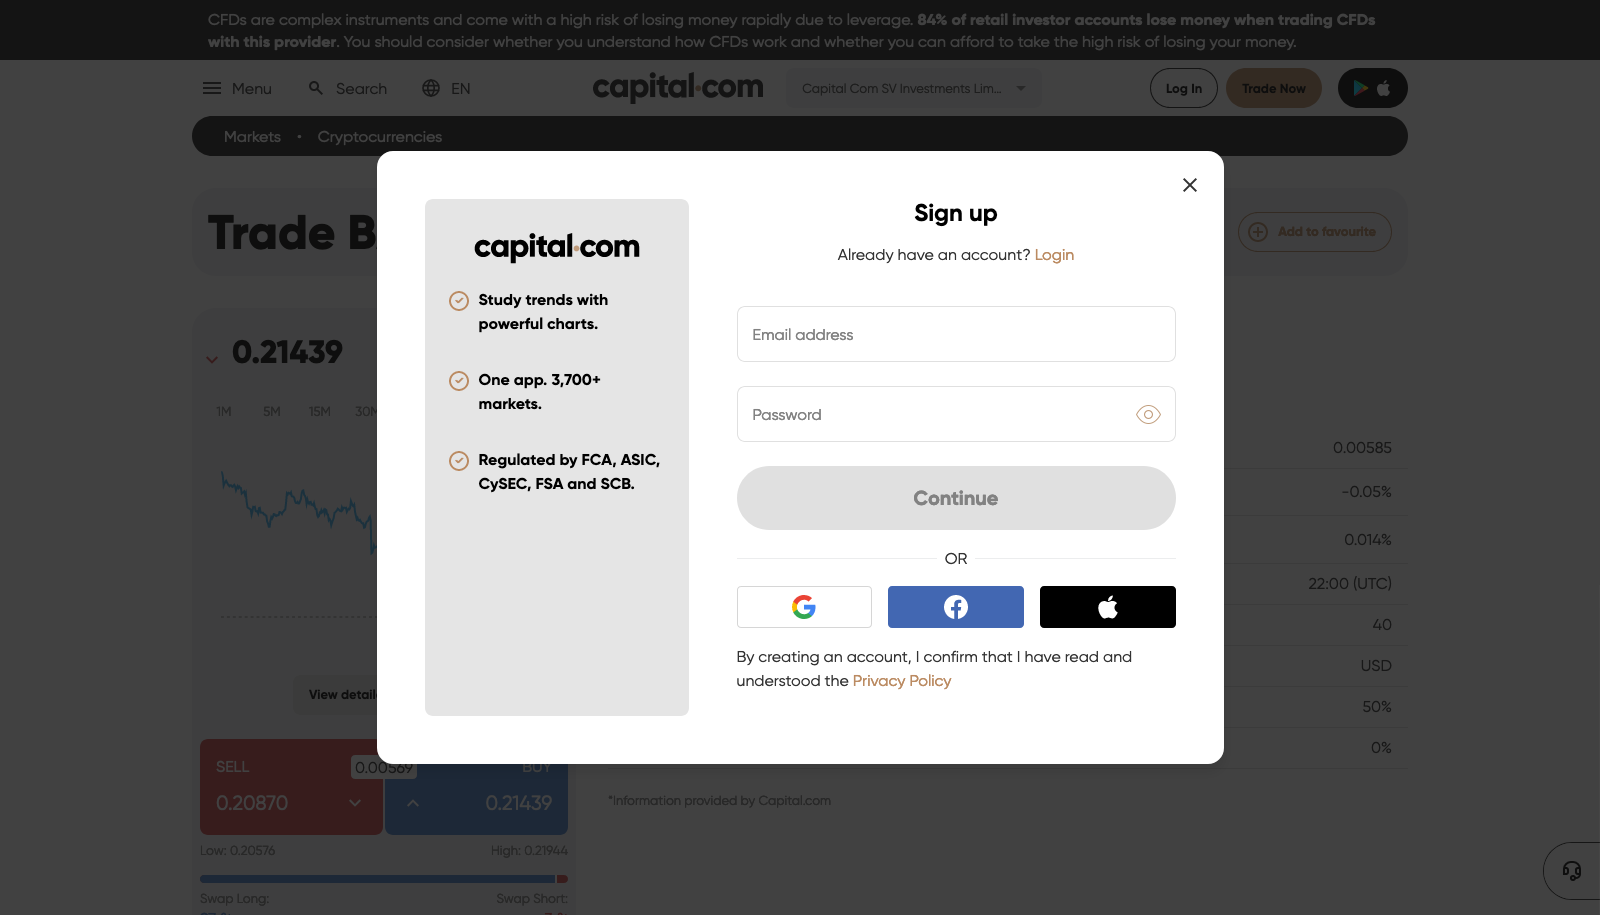 CFDs are complex instruments and come with a high risk of losing money rapidly due to leverage. 84% of retail investor accounts lose money when trading CFDs
with this provider. You should consider whether you understand how CFDs work and whether you can afford to take the high risk of losing your money.
Menu
Search
EN
capital.com
Capital Com SV Investments Lim...
Log In
Trade Now
Markets • Cryptocurrencies
Trade B
Add to favourite
0.21439
1M 5M 15M 30M
View detail
SELL
0.00569
BUY
0.20870
0.21439
Low: 0.20576
High: 0.21944
Swap Long:
Swap Short:
capital.com
Study trends with
powerful charts.
One app. 3,700+
markets.
Regulated by FCA, ASIC,
CySEC, FSA and SCB.
Sign up
Already have an account? Login
Email address
Password
Continue
OR
By creating an account, I confirm that I have read and
understood the Privacy Policy
0.00585
-0.05%
0.014%
22:00 (UTC)
40
USD
50%
0%
*Information provided by Capital.com